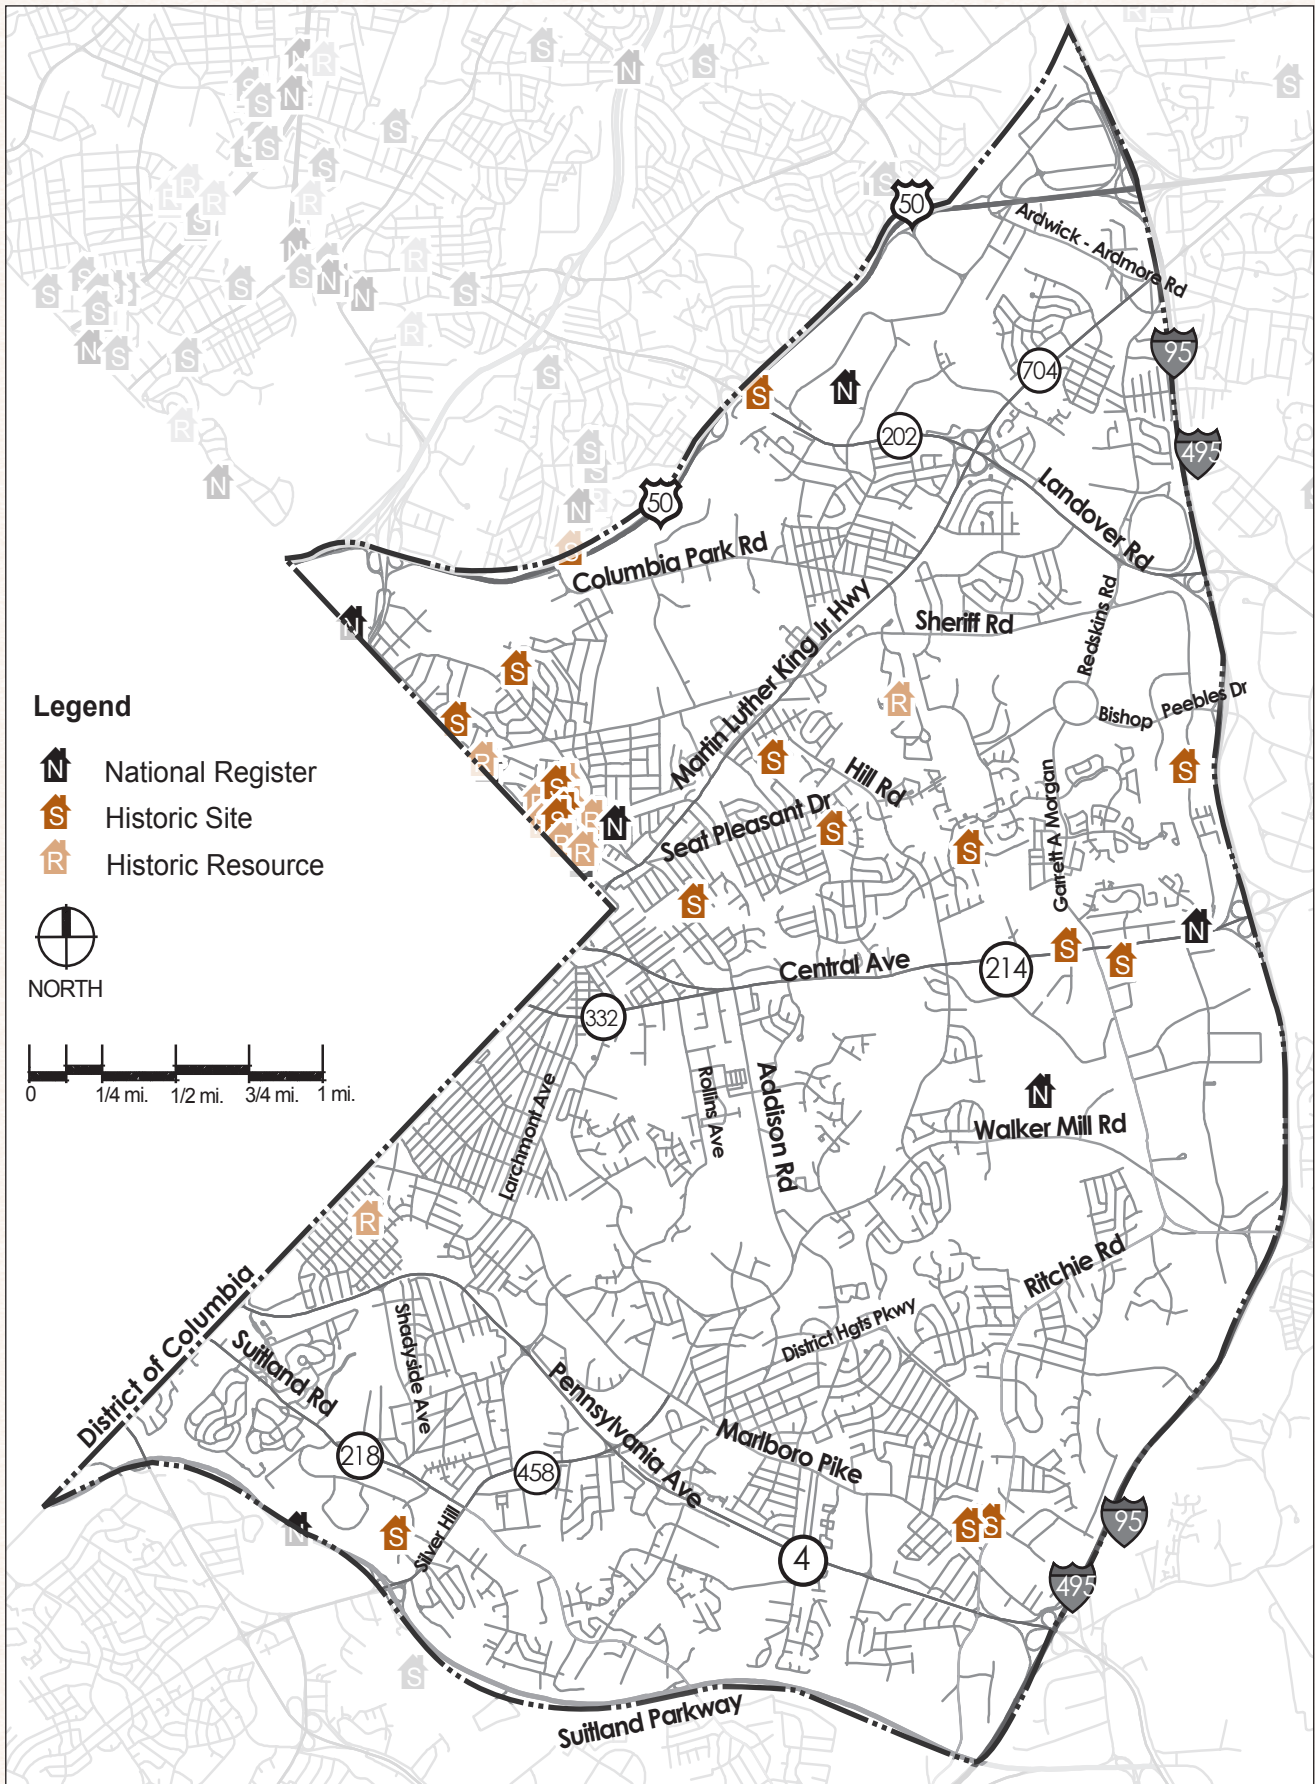 50
Ardwick - Ardmore Rd
95
704
S
N
202
495
Landover Rd
50
Columbia Park Rd
S
N
Martin Luther King Jr Hwy
Sheriff Rd
Redskins Rd
S
R
Bishop Peebles Dr
S
R
S
S
Hill Rd
Garrett A Morgan
Seat Pleasant Dr
S
S
S
R
N
S
R
R
S
Legend
N National Register
S Historic Site
R Historic Resource
NORTH
0 1/4 mi. 1/2 mi. 3/4 mi. 1 mi.
N
S
S
Central Ave
214
332
Rollins Ave
Addison Rd
Larchmont Ave
N
Walker Mill Rd
R
Ritchie Rd
District of Columbia
Suitland Rd
Shadyside Ave
District Hgts Pkwy
Pennsylvania Ave
Marlboro Pike
218
458
Silver Hill
N
S
S
S
95
4
495
S
Suitland Parkway